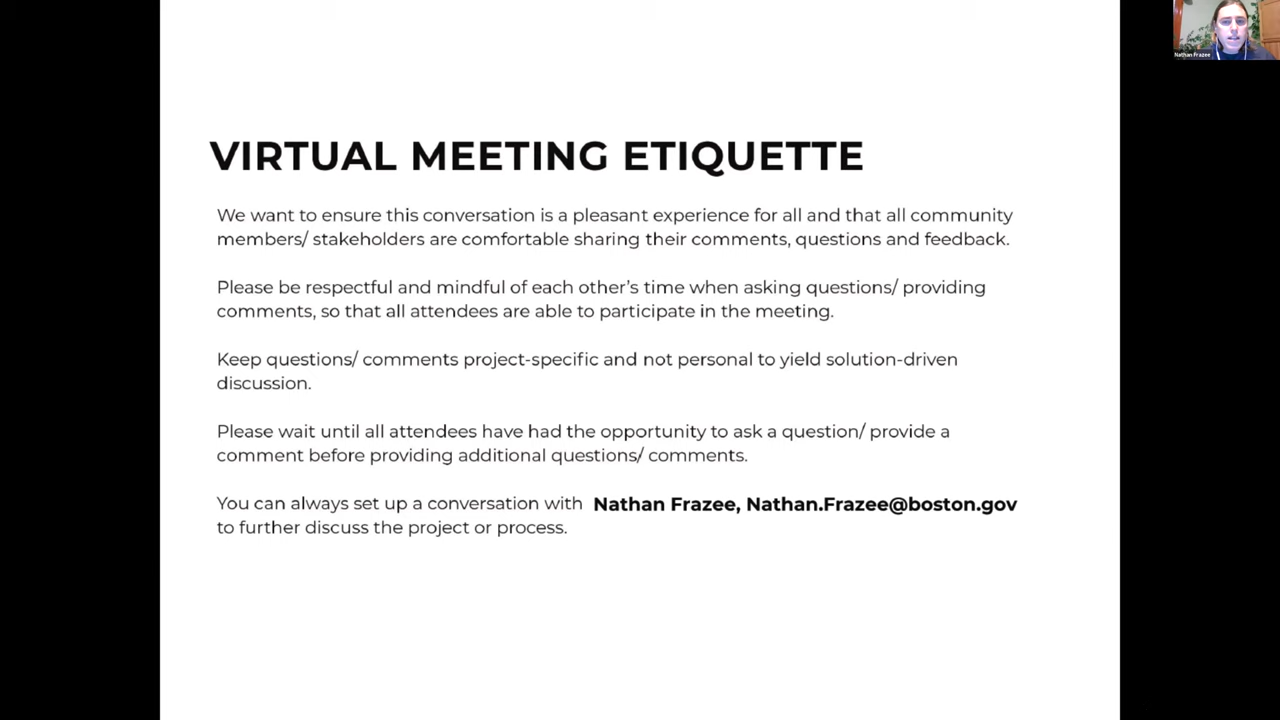 Nathan Frazee
VIRTUAL MEETING ETIQUETTE
We want to ensure this conversation is a pleasant experience for all and that all community
members/ stakeholders are comfortable sharing their comments, questions and feedback.
Please be respectful and mindful of each other’s time when asking questions/ providing
comments, so that all attendees are able to participate in the meeting.
Keep questions/ comments project-specific and not personal to yield solution-driven
discussion.
Please wait until all attendees have had the opportunity to ask a question/ provide a
comment before providing additional questions/ comments.
You can always set up a conversation with Nathan Frazee, Nathan.Frazee@boston.gov
to further discuss the project or process.